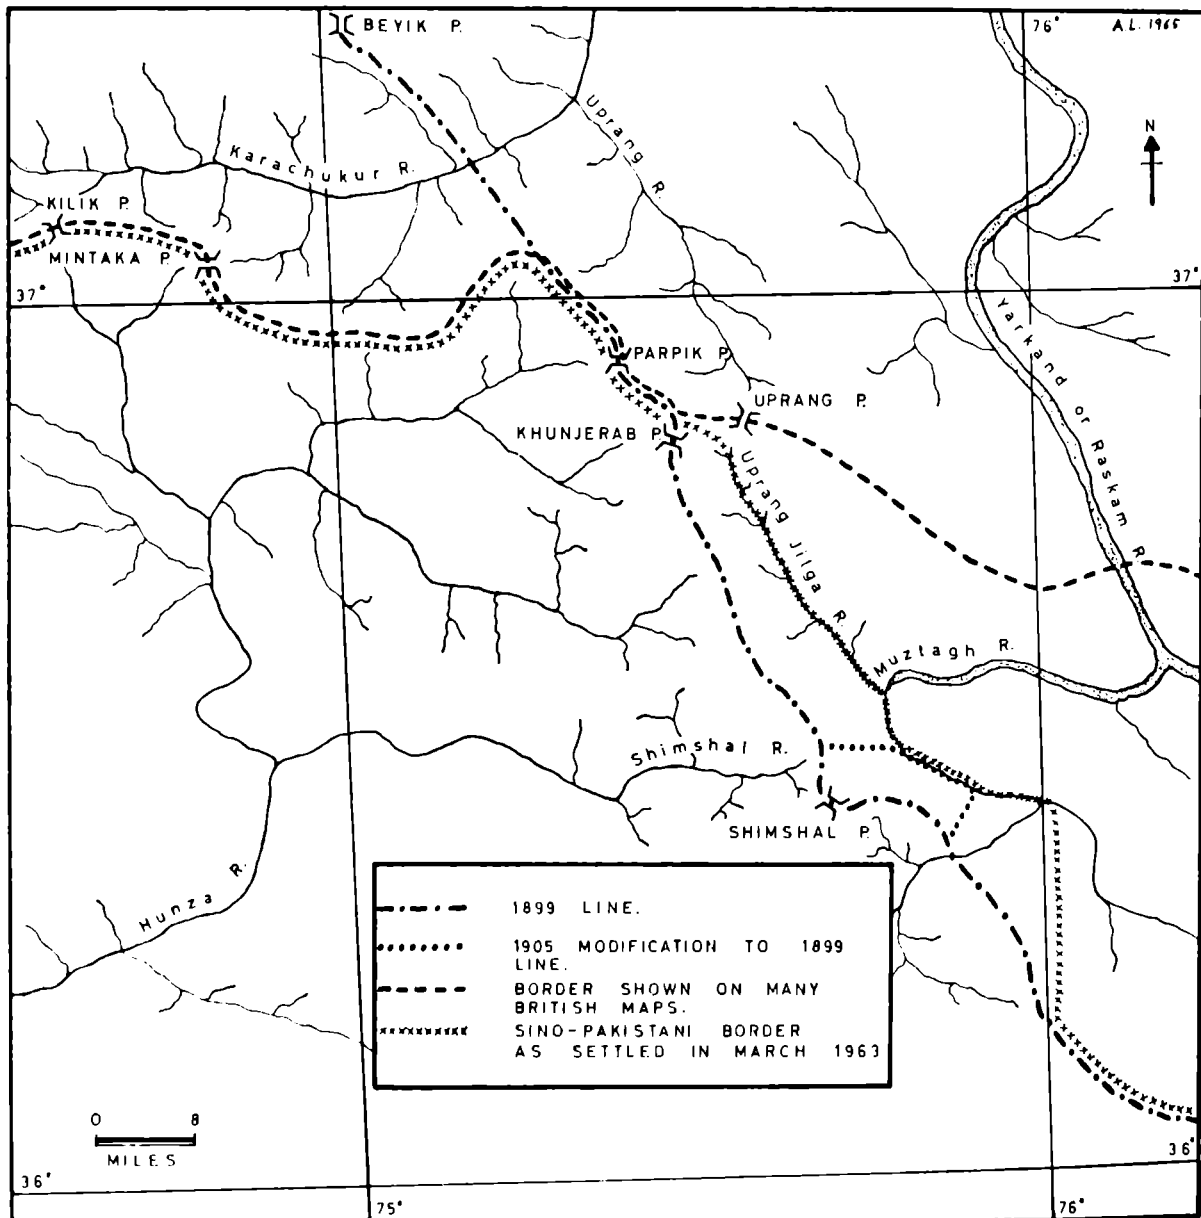 BEYIK P.
76°
A.L. 1965
Uprang R.
N
Karachukur R.
KILIK P.
MINTAKA P.
37°
37°
Yarkand or Raskam R.
PARPIK P.
UPRANG P.
KHUNJERAB P.
Uprang Jilga R.
Muztagh R.
Shimshal R.
SHIMSHAL P.
Hunza R.
1899 LINE.
1905 MODIFICATION TO 1899
LINE.
BORDER SHOWN ON MANY
BRITISH MAPS.
SINO-PAKISTANI BORDER
AS SETTLED IN MARCH 1963
0 8
MILES
36°
36°
75°
76°